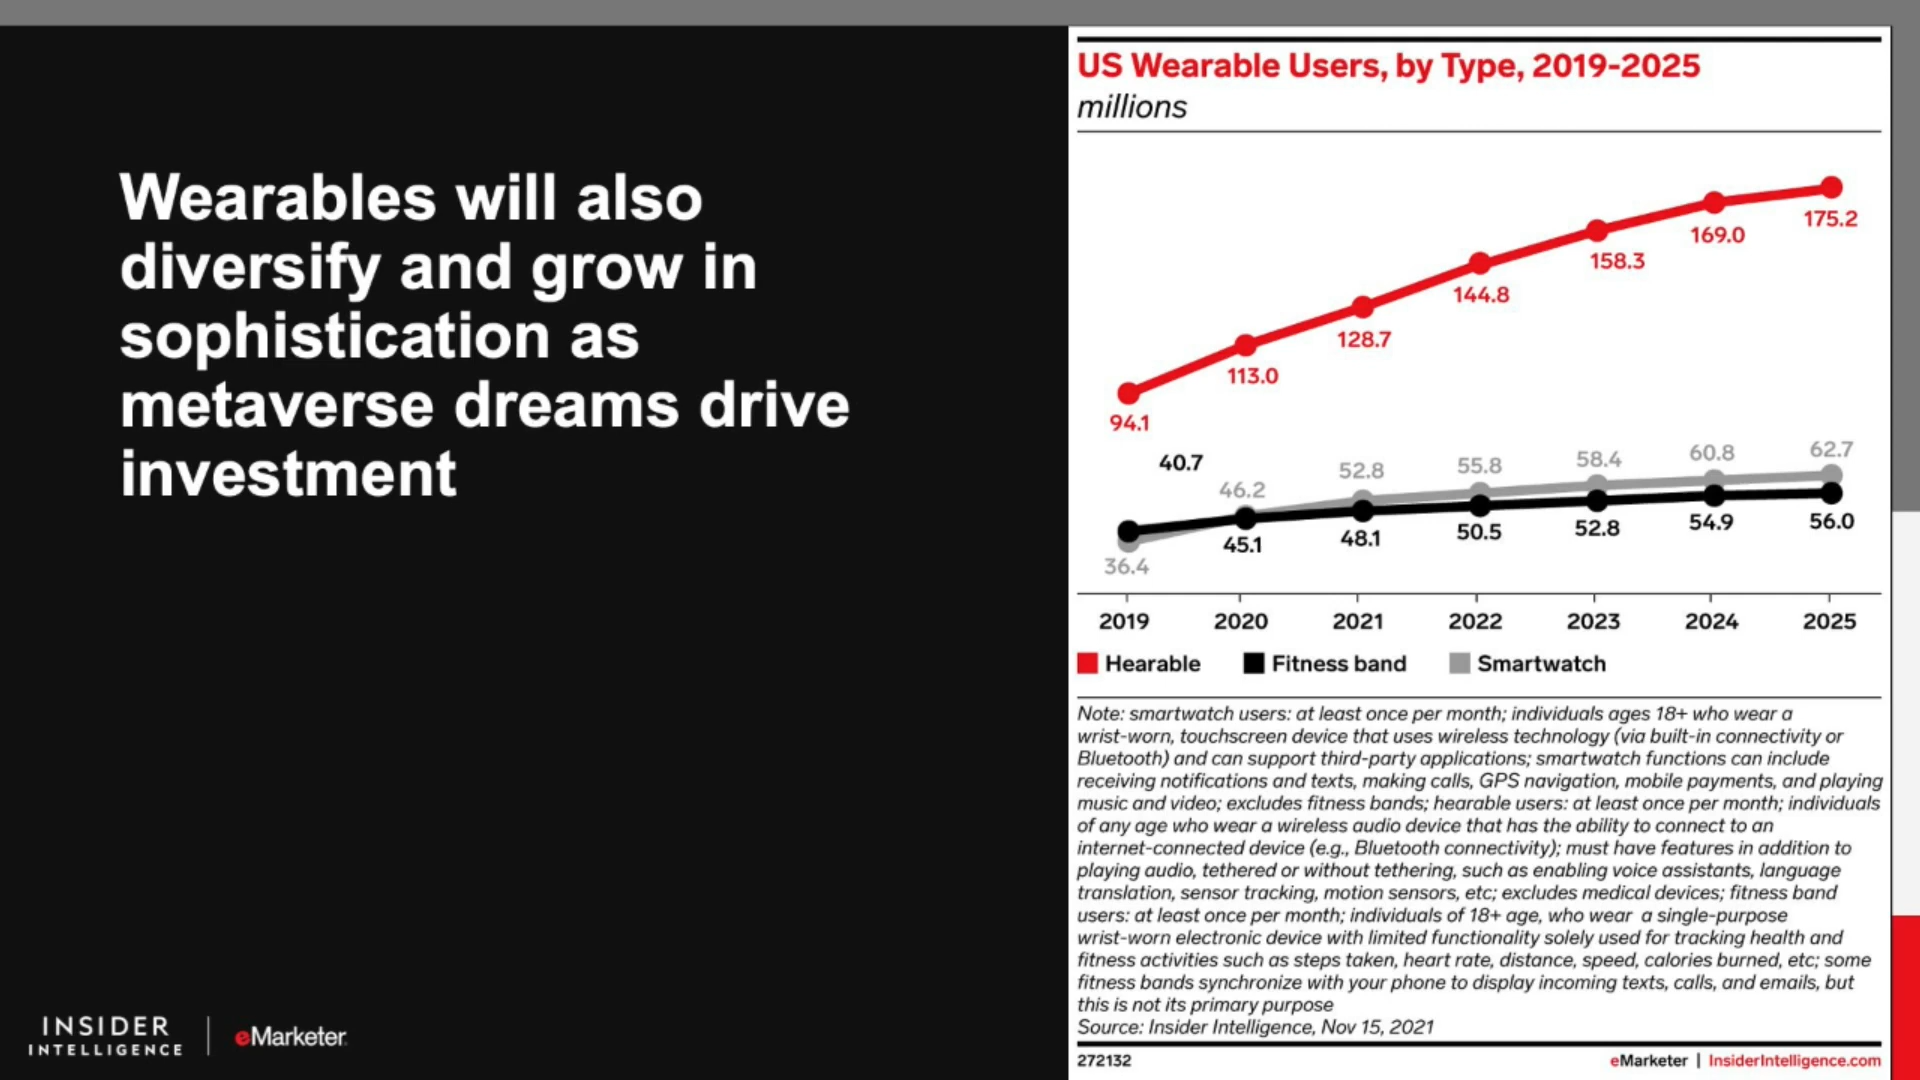 Wearables will also
diversify and grow in
sophistication as
metaverse dreams drive
investment
INSIDER
INTELLIGENCE
eMarketer
US Wearable Users, by Type, 2019-2025
millions
94.1
113.0
128.7
144.8
158.3
169.0
175.2
40.7
45.1
48.1
50.5
52.8
54.9
56.0
36.4
46.2
52.8
55.8
58.4
60.8
62.7
2019 2020 2021 2022 2023 2024 2025
Hearable Fitness band Smartwatch
Note: smartwatch users: at least once per month; individuals ages 18+ who wear a
wrist-worn, touchscreen device that uses wireless technology (via built-in connectivity or
Bluetooth) and can support third-party applications; smartwatch functions can include
receiving notifications and texts, making calls, GPS navigation, mobile payments, and playing
music and video; excludes fitness bands; hearable users: at least once per month; individuals
of any age who wear a wireless audio device that has the ability to connect to an
internet-connected device (e.g., Bluetooth connectivity); must have features in addition to
playing audio, tethered or without tethering, such as enabling voice assistants, language
translation, sensor tracking, motion sensors, etc; excludes medical devices; fitness band
users: at least once per month; individuals of 18+ age, who wear a single-purpose
wrist-worn electronic device with limited functionality solely used for tracking health and
fitness activities such as steps taken, heart rate, distance, speed, calories burned, etc; some
fitness bands synchronize with your phone to display incoming texts, calls, and emails, but
this is not its primary purpose
Source: Insider Intelligence, Nov 15, 2021
272132
eMarketer | InsiderIntelligence.com